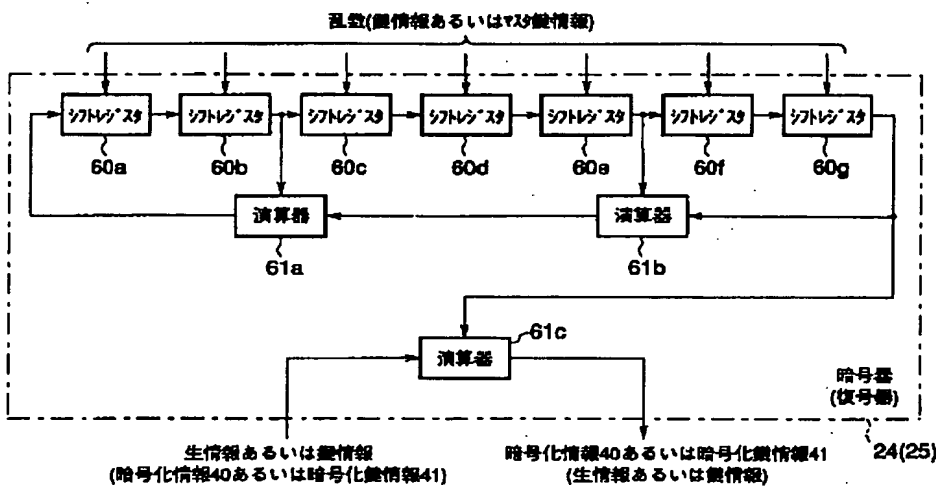 乱数(鍵情報あるいはマスタ鍵情報)
シフトレジスタ シフトレジスタ シフトレジスタ シフトレジスタ シフトレジスタ シフトレジスタ シフトレジスタ
60a 60b 60c 60d 60e 60f 60g
演算器 演算器
61a 61b
61c
演算器
暗号器
(復号器)
生情報あるいは鍵情報 暗号化情報40あるいは暗号化鍵情報41 24(25)
(暗号化情報40あるいは暗号化鍵情報41) (生情報あるいは鍵情報)